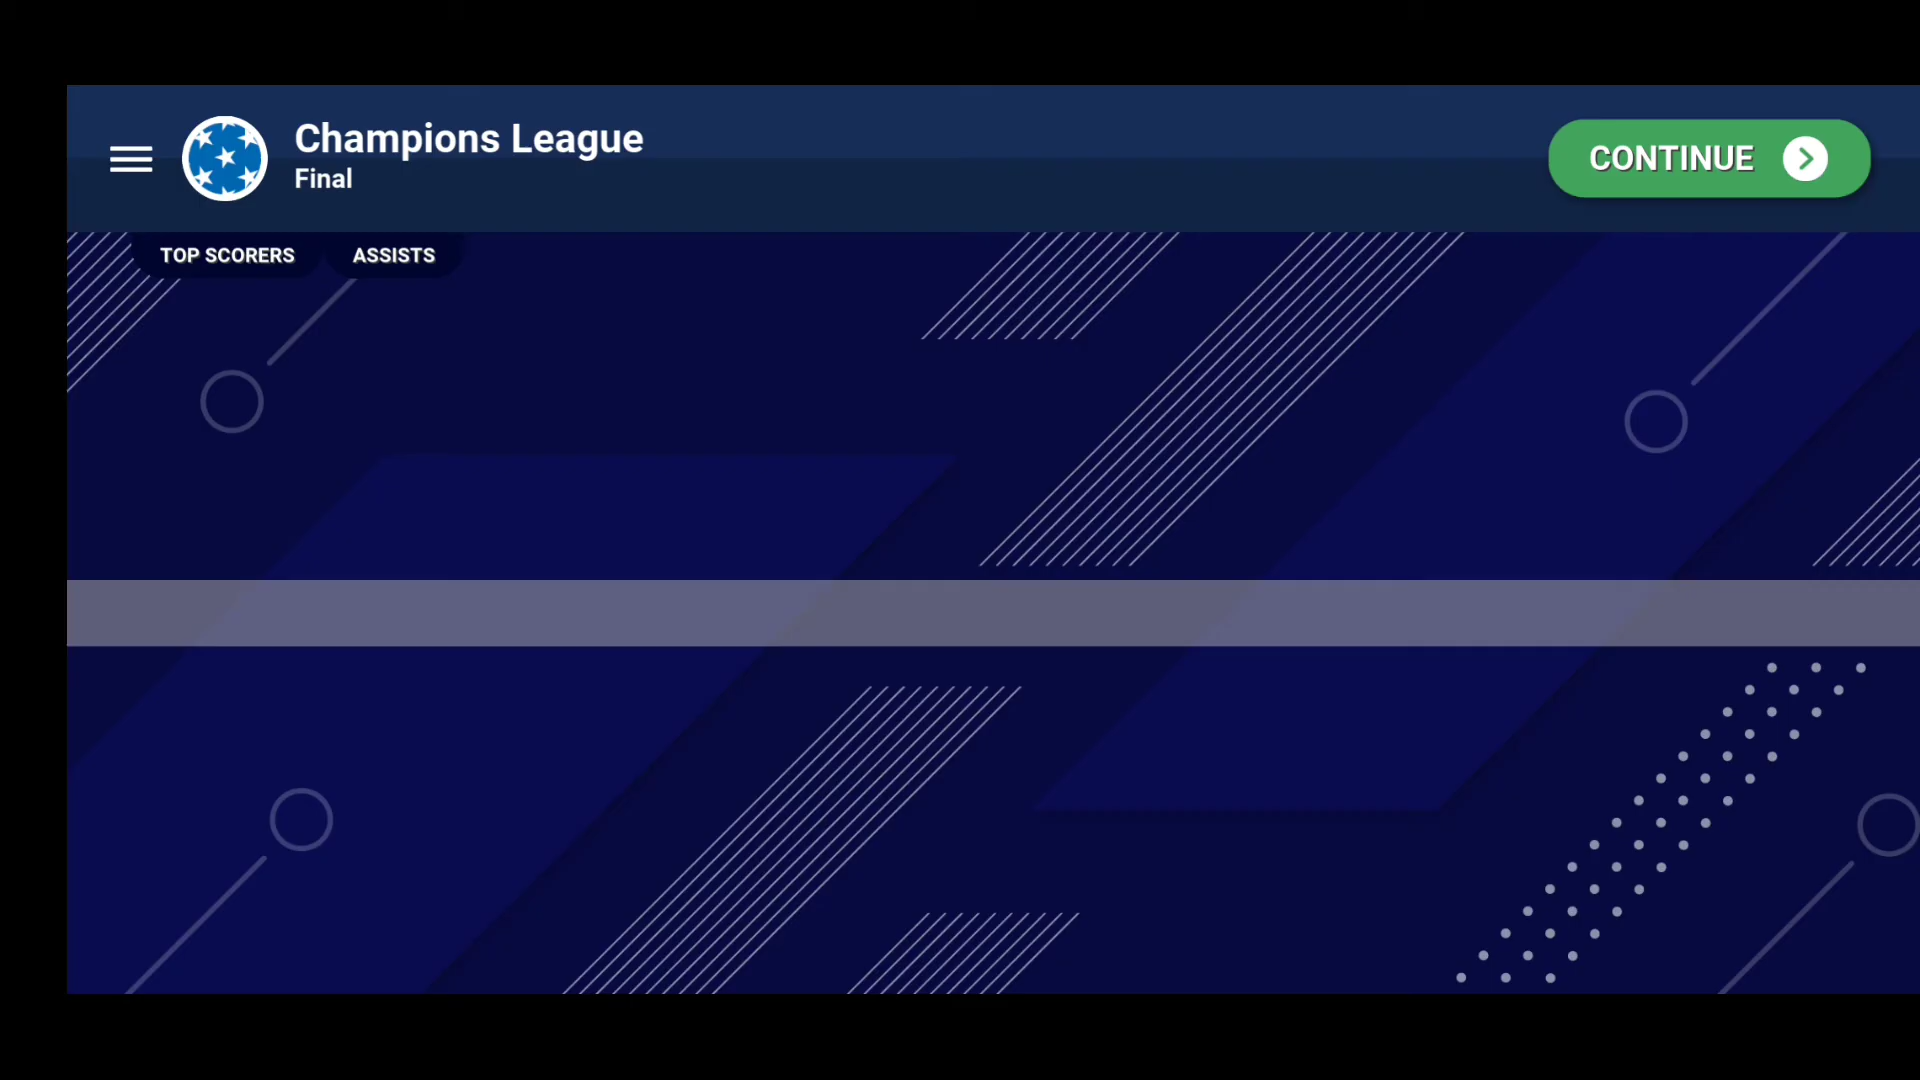 Champions League
Final
CONTINUE
TOP SCORERS
ASSISTS